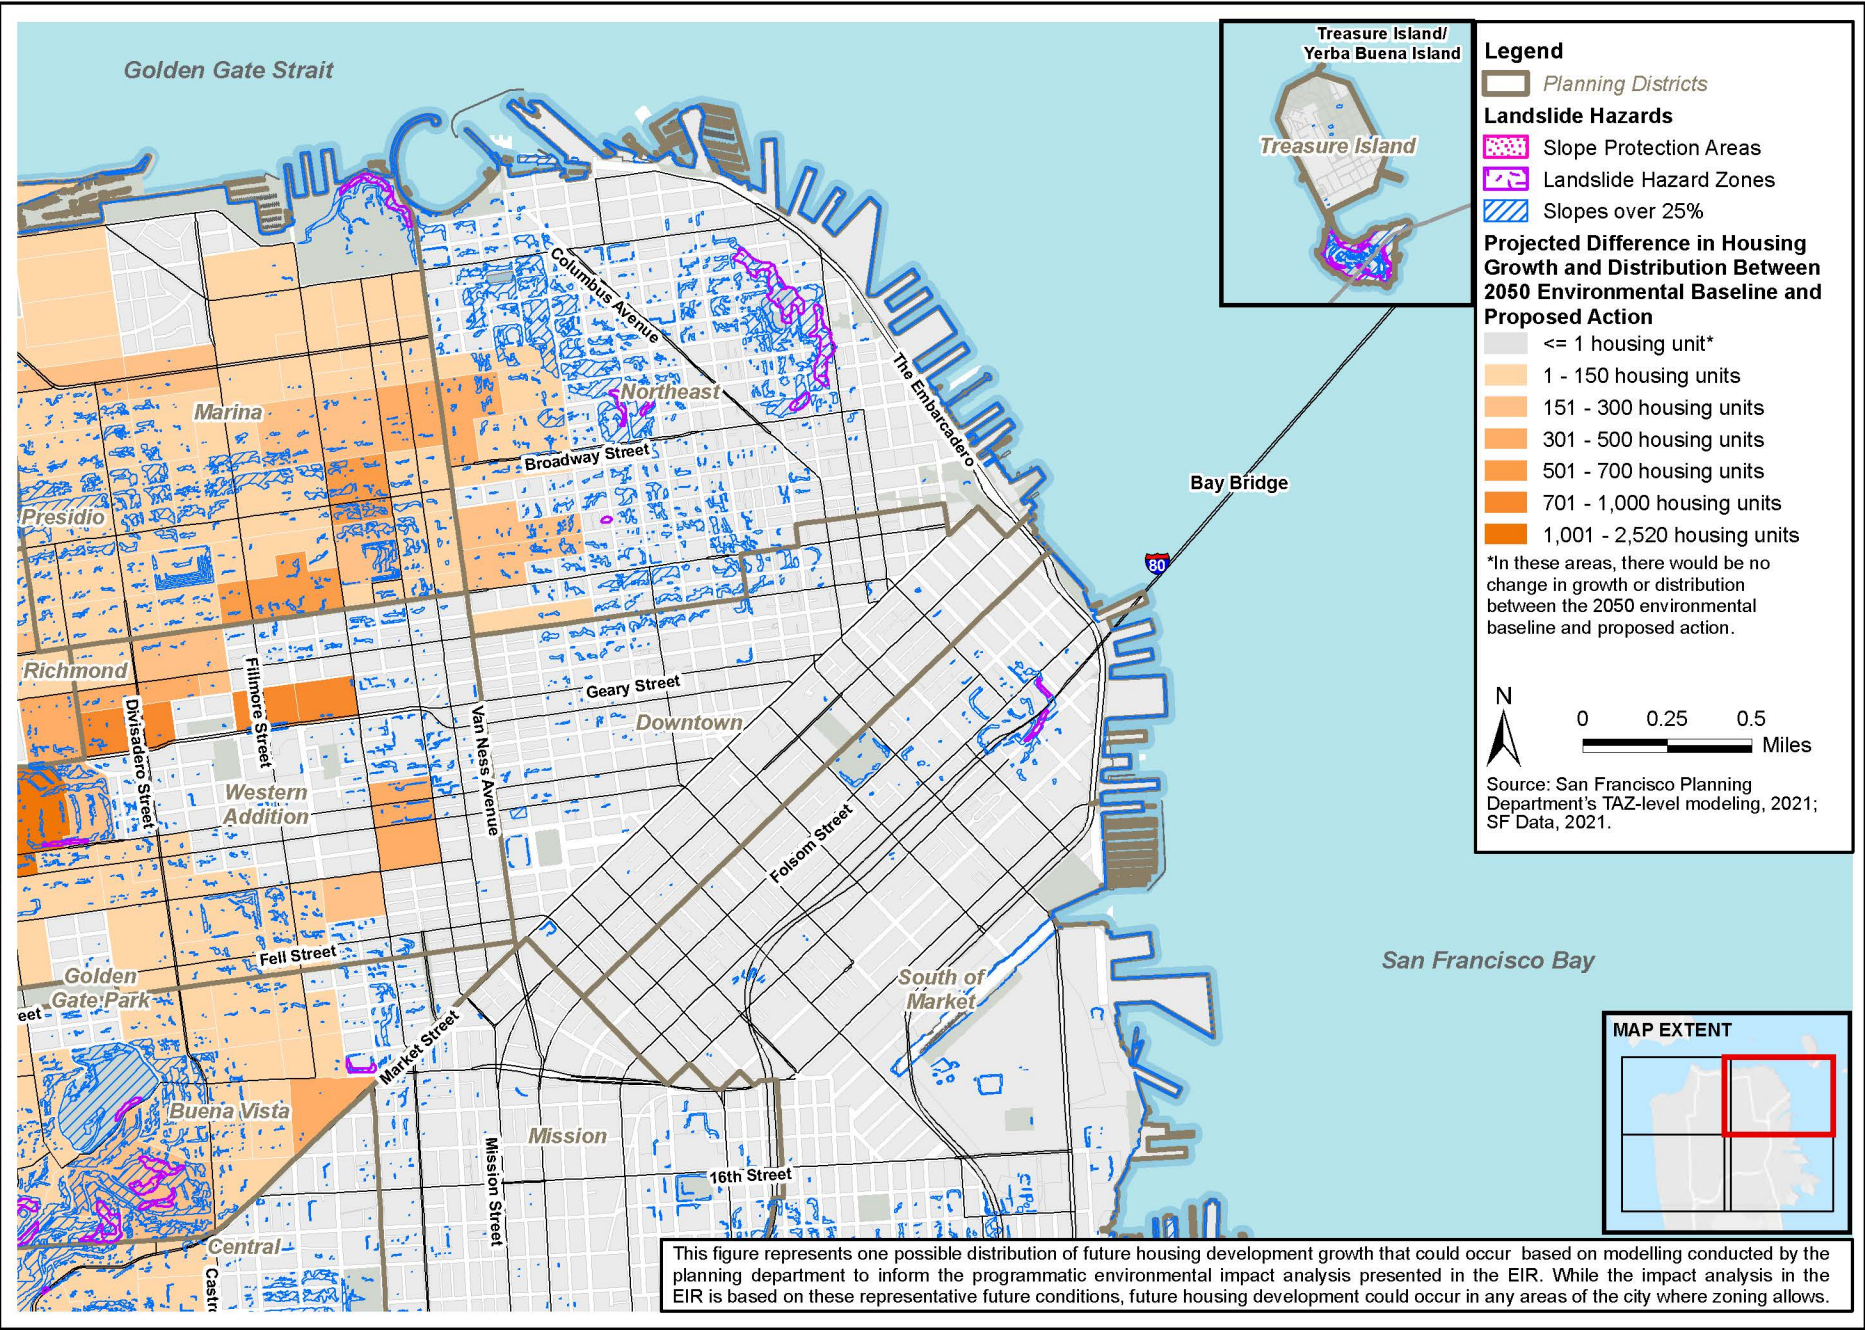 Golden Gate Strait
Treasure Island/
Yerba Buena Island
Treasure Island
Legend
Planning Districts
Landslide Hazards
Slope Protection Areas
Landslide Hazard Zones
Slopes over 25%
Projected Difference in Housing
Growth and Distribution Between
2050 Environmental Baseline and
Proposed Action
<= 1 housing unit*
1 - 150 housing units
151 - 300 housing units
301 - 500 housing units
501 - 700 housing units
701 - 1,000 housing units
1,001 - 2,520 housing units
*In these areas, there would be no
change in growth or distribution
between the 2050 environmental
baseline and proposed action.
N
0 0.25 0.5
Miles
Source: San Francisco Planning
Department's TAZ-level modeling, 2021;
SF Data, 2021.
Columbus Avenue
The Embarcadero
Northeast
Marina
Broadway Street
Bay Bridge
80
Presidio
Richmond
Fillmore Street
Divisadero Street
Geary Street
Downtown
Van Ness Avenue
Western
Addition
Folsom Street
Fell Street
Golden
Gate Park
eet
South of
Market
San Francisco Bay
Market Street
Buena Vista
Mission
Mission Street
16th Street
Central
Castr
MAP EXTENT
This figure represents one possible distribution of future housing development growth that could occur based on modelling conducted by the
planning department to inform the programmatic environmental impact analysis presented in the EIR. While the impact analysis in the
EIR is based on these representative future conditions, future housing development could occur in any areas of the city where zoning allows.